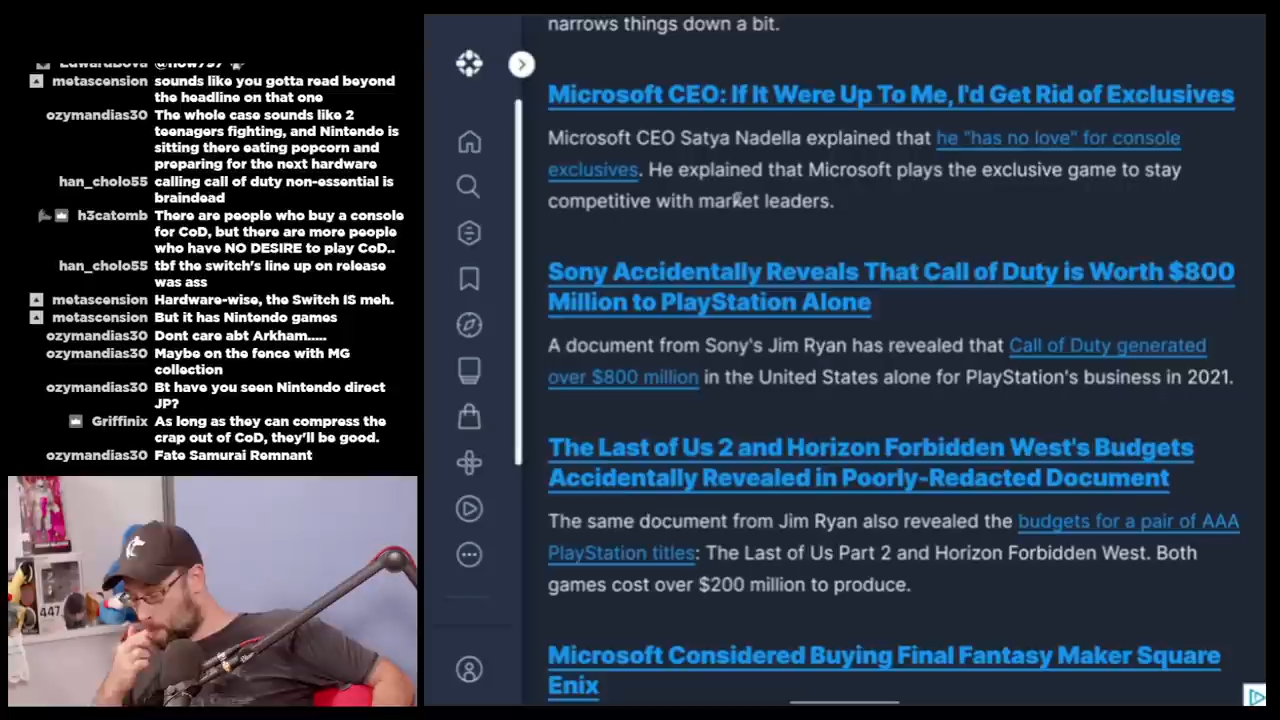 EdwardBova @now797
metascension sounds like you gotta read beyond
the headline on that one
ozymandias30 The whole case sounds like 2
teenagers fighting, and Nintendo is
sitting there eating popcorn and
preparing for the next hardware
han_cholo55 calling call of duty non-essential is
braindead
h3catomb There are people who buy a console
for CoD, but there are more people
who have NO DESIRE to play CoD..
han_cholo55 tbf the switch's line up on release
was ass
metascension Hardware-wise, the Switch IS meh.
metascension But it has Nintendo games
ozymandias30 Dont care abt Arkham.....
ozymandias30 Maybe on the fence with MG
collection
ozymandias30 Bt have you seen Nintendo direct
JP?
Griffinix As long as they can compress the
crap out of CoD, they'll be good.
ozymandias30 Fate Samurai Remnant
447
narrows things down a bit.
Microsoft CEO: If It Were Up To Me, I'd Get Rid of Exclusives
Microsoft CEO Satya Nadella explained that he "has no love" for console
exclusives. He explained that Microsoft plays the exclusive game to stay
competitive with market leaders.
Sony Accidentally Reveals That Call of Duty is Worth $800
Million to PlayStation Alone
A document from Sony's Jim Ryan has revealed that Call of Duty generated
over $800 million in the United States alone for PlayStation's business in 2021.
The Last of Us 2 and Horizon Forbidden West's Budgets
Accidentally Revealed in Poorly-Redacted Document
The same document from Jim Ryan also revealed the budgets for a pair of AAA
PlayStation titles: The Last of Us Part 2 and Horizon Forbidden West. Both
games cost over $200 million to produce.
Microsoft Considered Buying Final Fantasy Maker Square
Enix